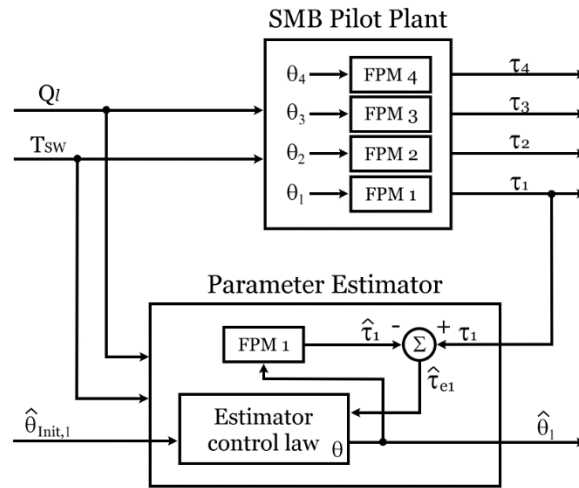 SMB Pilot Plant
θ4 FPM 4 τ4
Ql
θ3 FPM 3 τ3
TSW
θ2 FPM 2 τ2
θ1 FPM 1 τ1
Parameter Estimator
FPM 1 τ̂1 - Σ + τ1
τ̂e1
θ̂Init,1
Estimator
control law θ
θ̂1